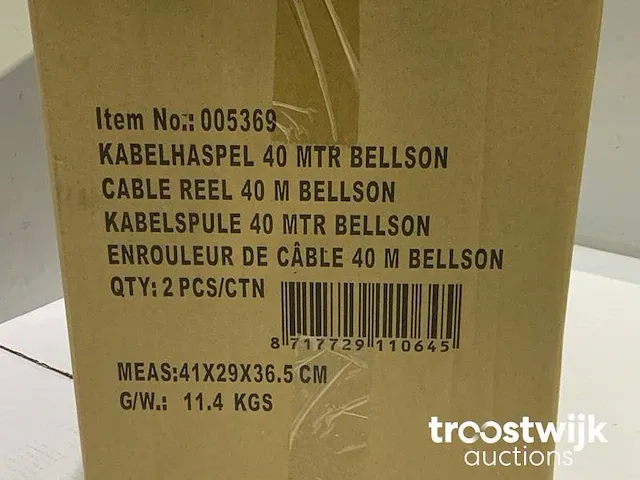 Item No.: 005369
KABELHASPEL 40 MTR BELLSON
CABLE REEL 40 M BELLSON
KABELSPULE 40 MTR BELLSON
ENROULEUR DE CÂBLE 40 M BELLSON
QTY: 2 PCS/CTN
8 717729 110645
MEAS:41X29X36.5 CM
G/W.: 11.4 KGS
troostwijk
auctions